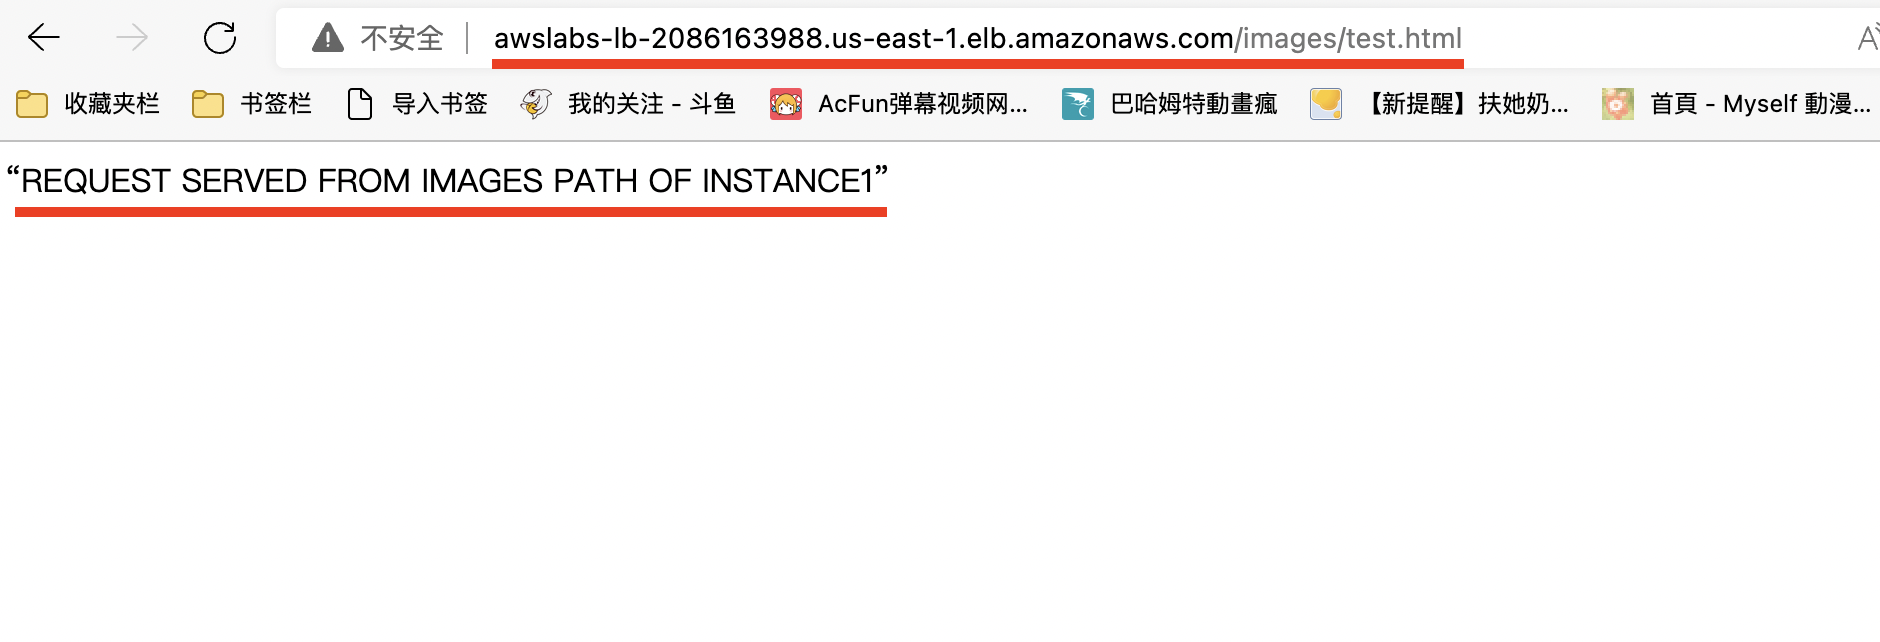 不安全 awslabs-lb-2086163988.us-east-1.elb.amazonaws.com/images/test.html
收藏夹栏 书签栏 导入书签 我的关注 - 斗鱼 AcFun弹幕视频网... 巴哈姆特動畫瘋 【新提醒】扶她奶... 首頁 - Myself 動漫...
“REQUEST SERVED FROM IMAGES PATH OF INSTANCE1”